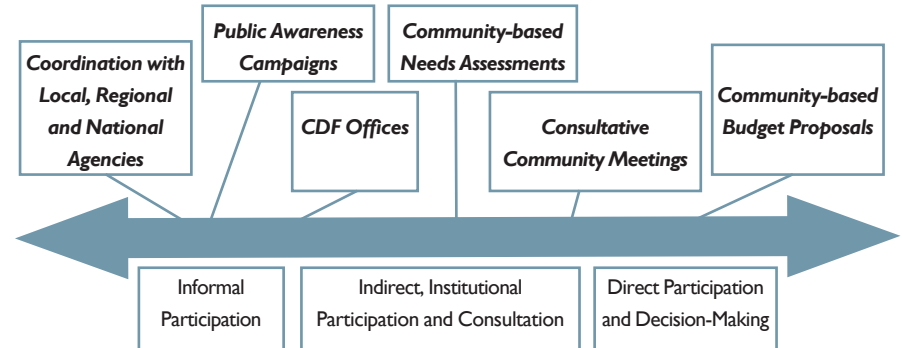 Coordination with
Local, Regional
and National
Agencies
Public Awareness
Campaigns
CDF Offices
Community-based
Needs Assessments
Consultative
Community Meetings
Community-based
Budget Proposals
Informal
Participation
Indirect, Institutional
Participation and Consultation
Direct Participation
and Decision-Making